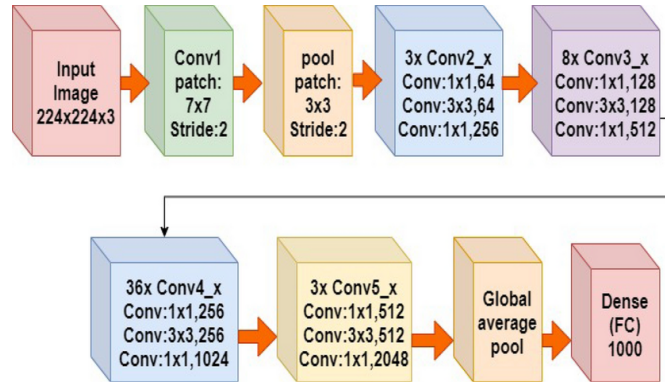 Input
Image
224x224x3
Conv1
patch:
7x7
Stride:2
pool
patch:
3x3
Stride:2
3x Conv2_x
Conv:1x1,64
Conv:3x3,64
Conv:1x1,256
8x Conv3_x
Conv:1x1,128
Conv:3x3,128
Conv:1x1,512
36x Conv4_x
Conv:1x1,256
Conv:3x3,256
Conv:1x1,1024
3x Conv5_x
Conv:1x1,512
Conv:3x3,512
Conv:1x1,2048
Global
average
pool
Dense
(FC)
1000